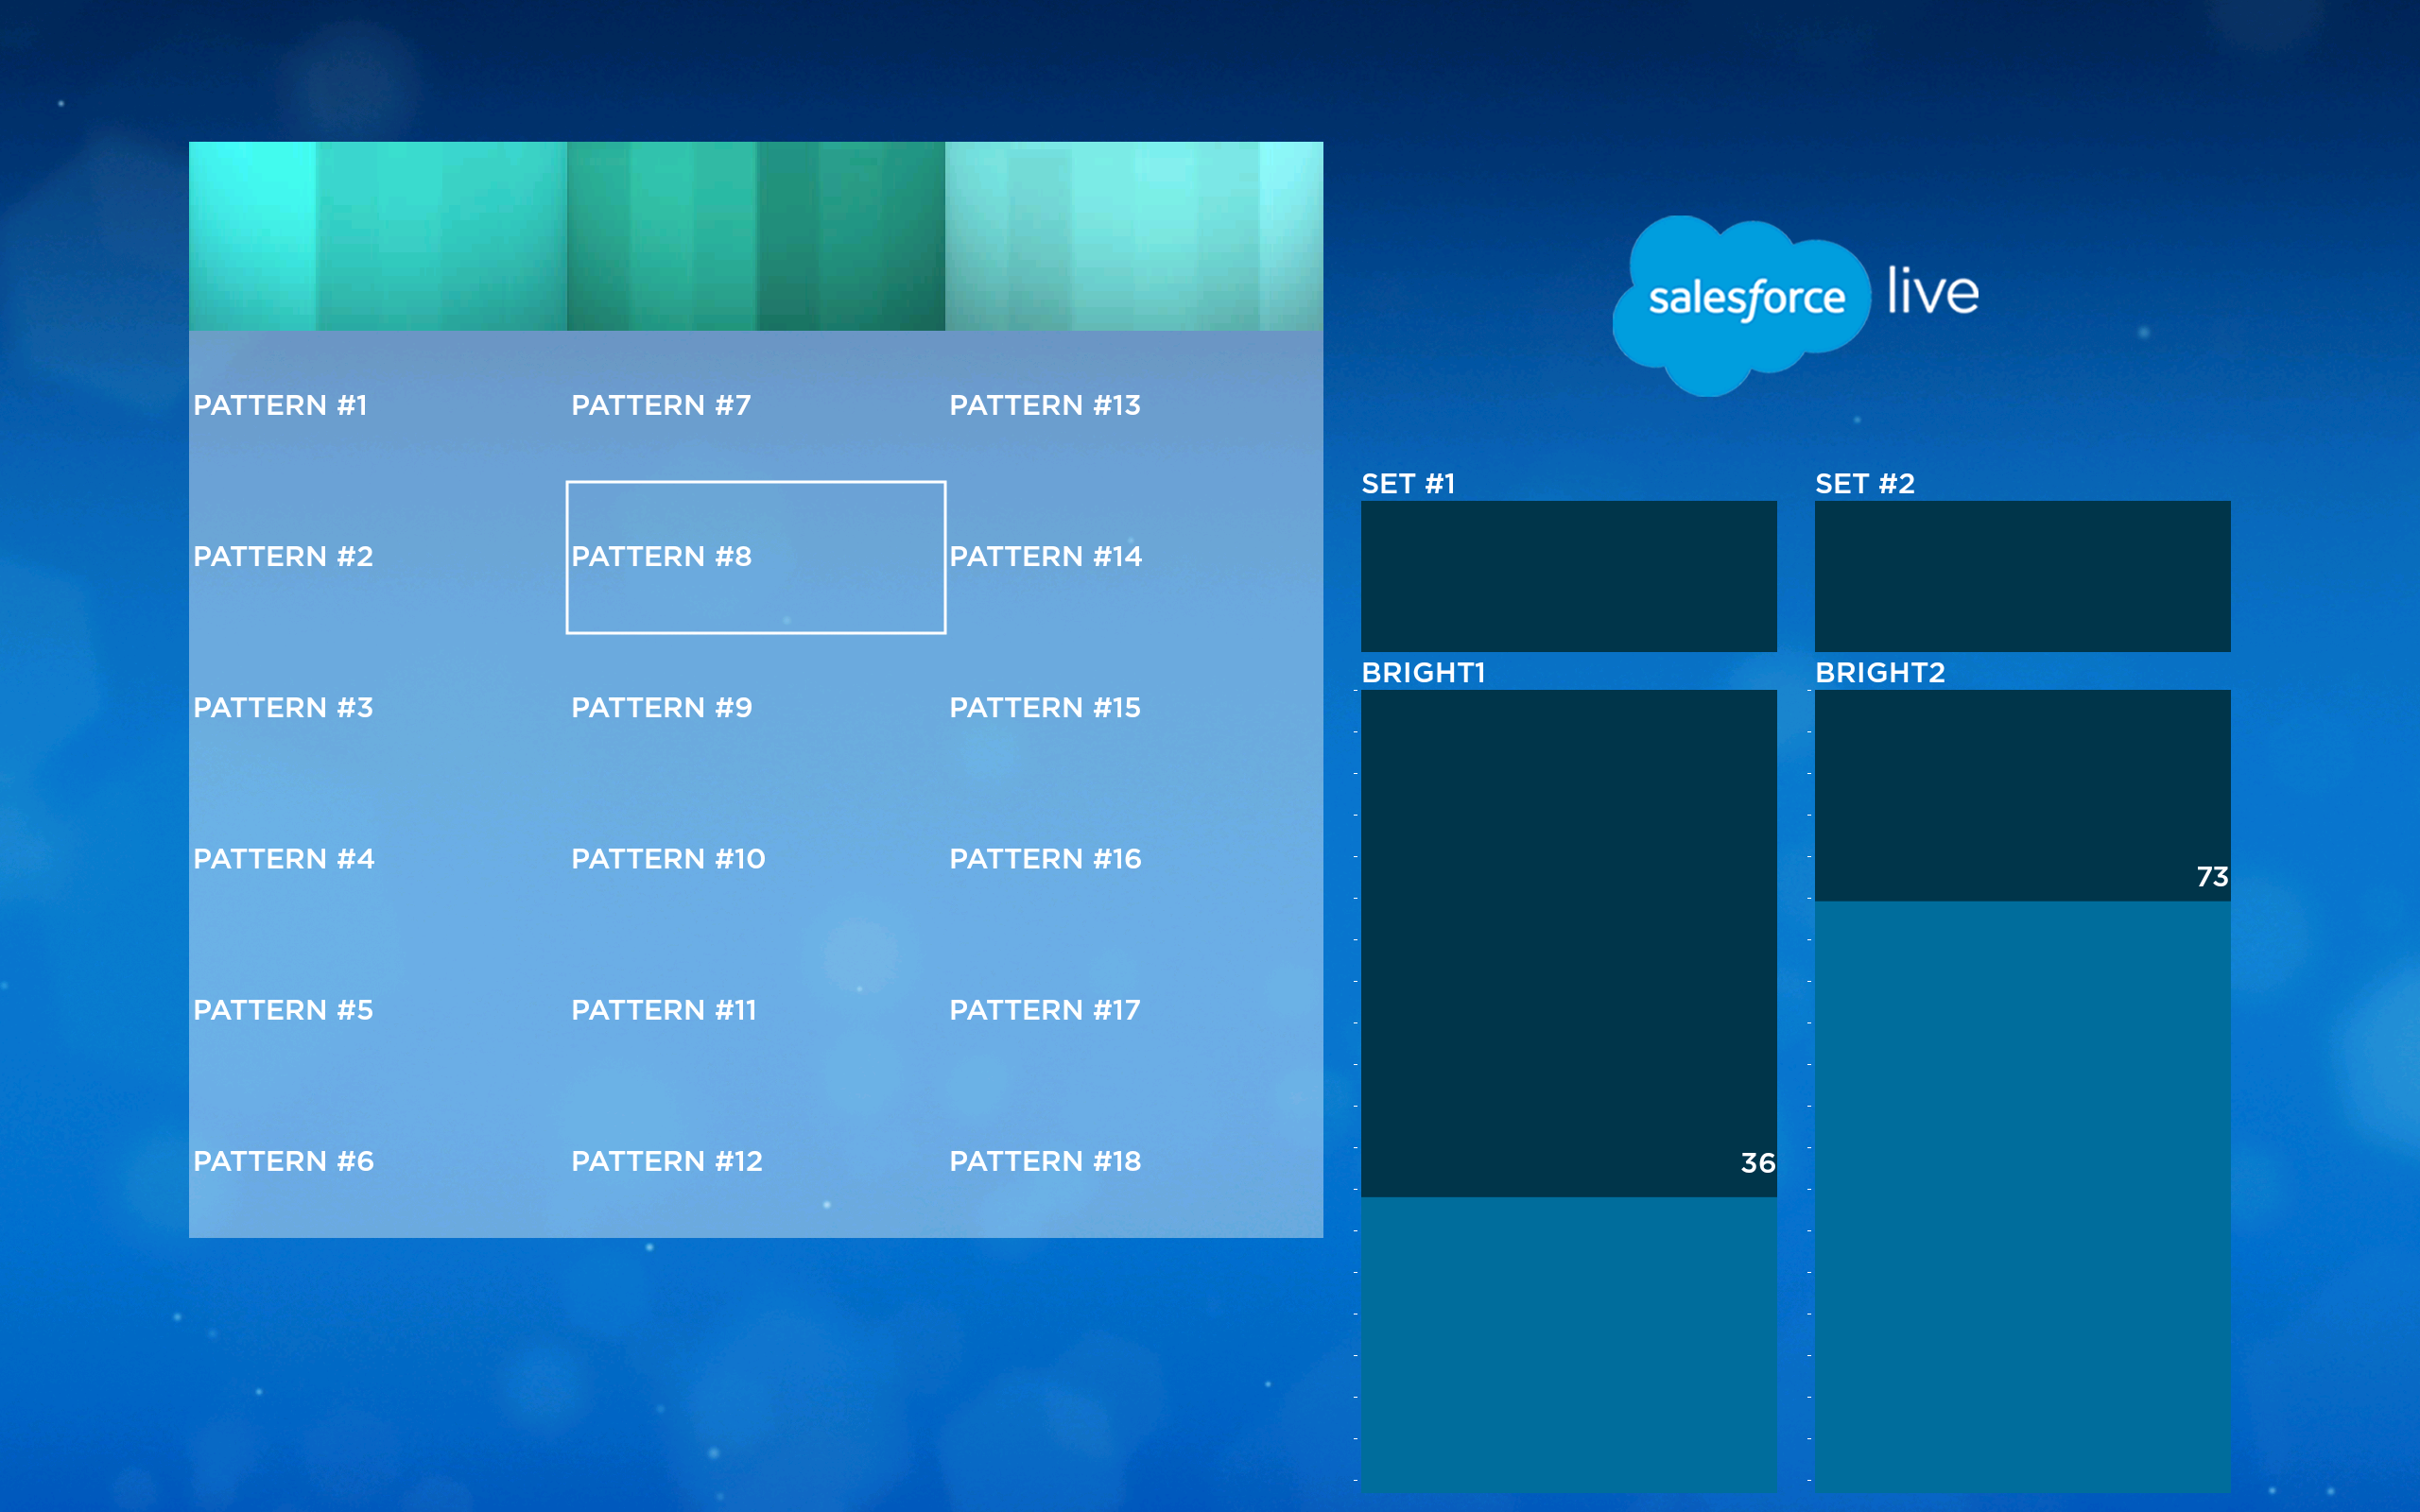 salesforce live
PATTERN #1
PATTERN #7
PATTERN #13
PATTERN #2
PATTERN #8
PATTERN #14
PATTERN #3
PATTERN #9
PATTERN #15
PATTERN #4
PATTERN #10
PATTERN #16
PATTERN #5
PATTERN #11
PATTERN #17
PATTERN #6
PATTERN #12
PATTERN #18
SET #1
SET #2
BRIGHT1
BRIGHT2
73
36